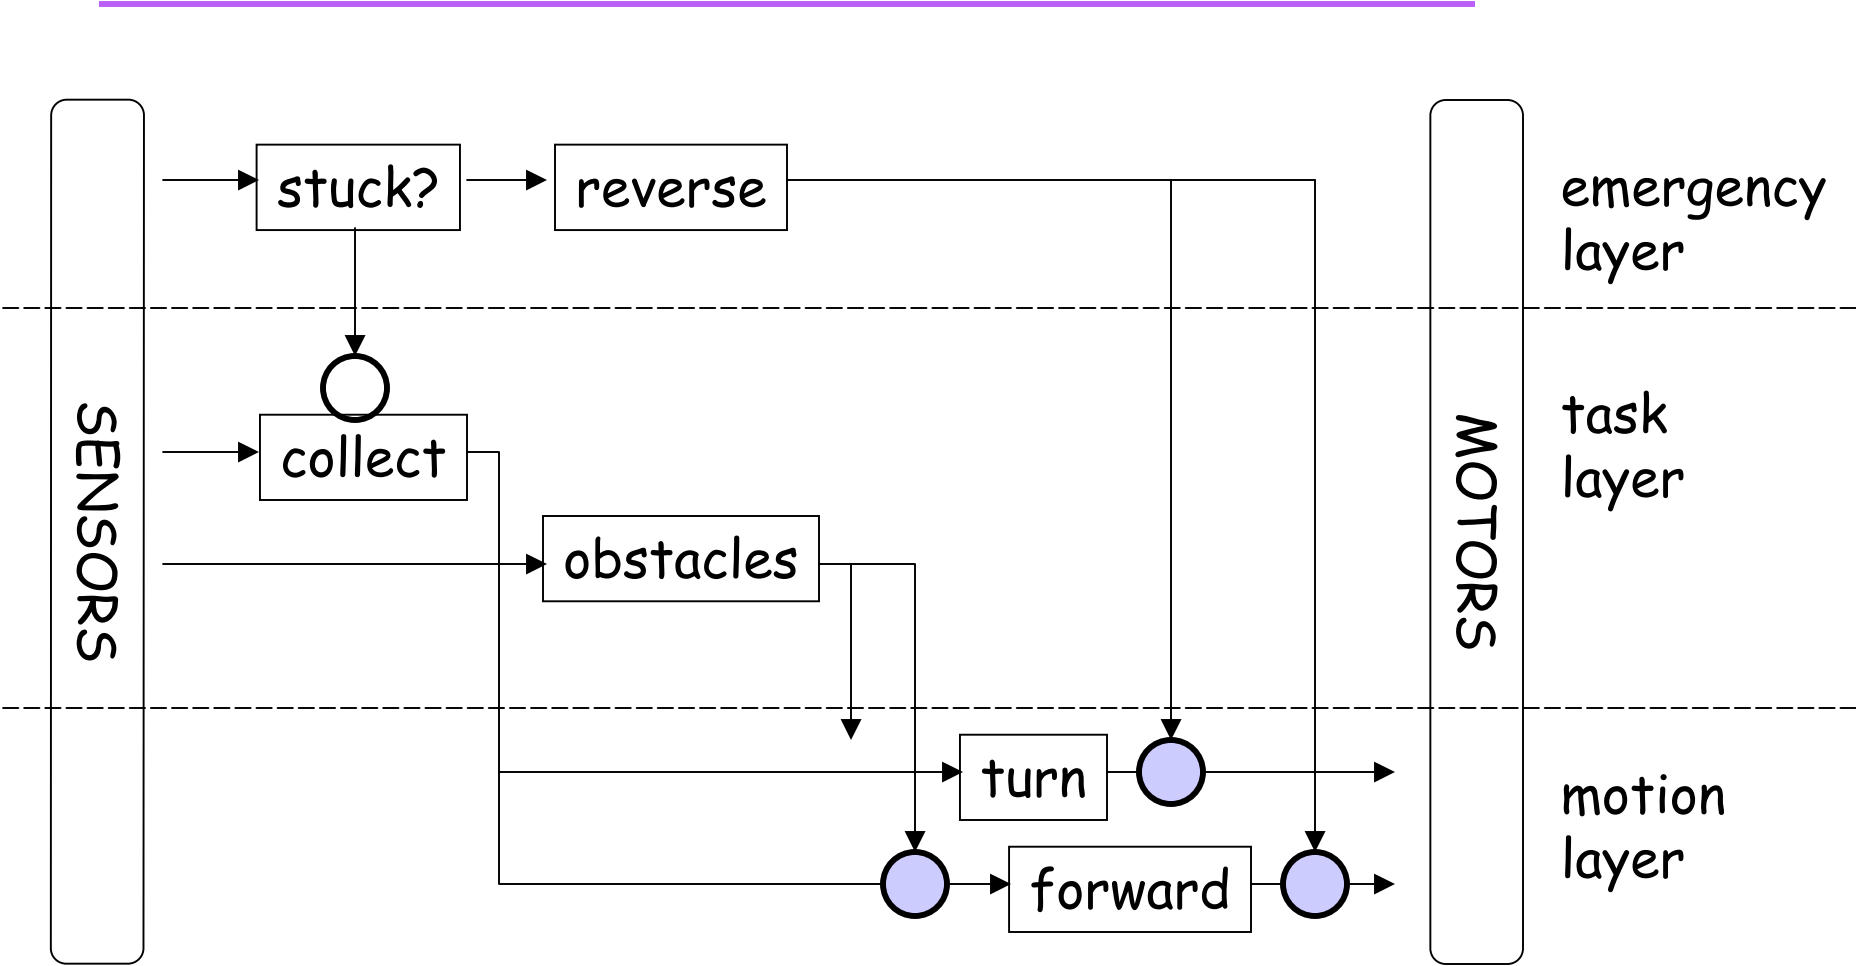 stuck?
reverse
emergency
layer
SENSORS
collect
obstacles
MOTORS
task
layer
turn
forward
motion
layer